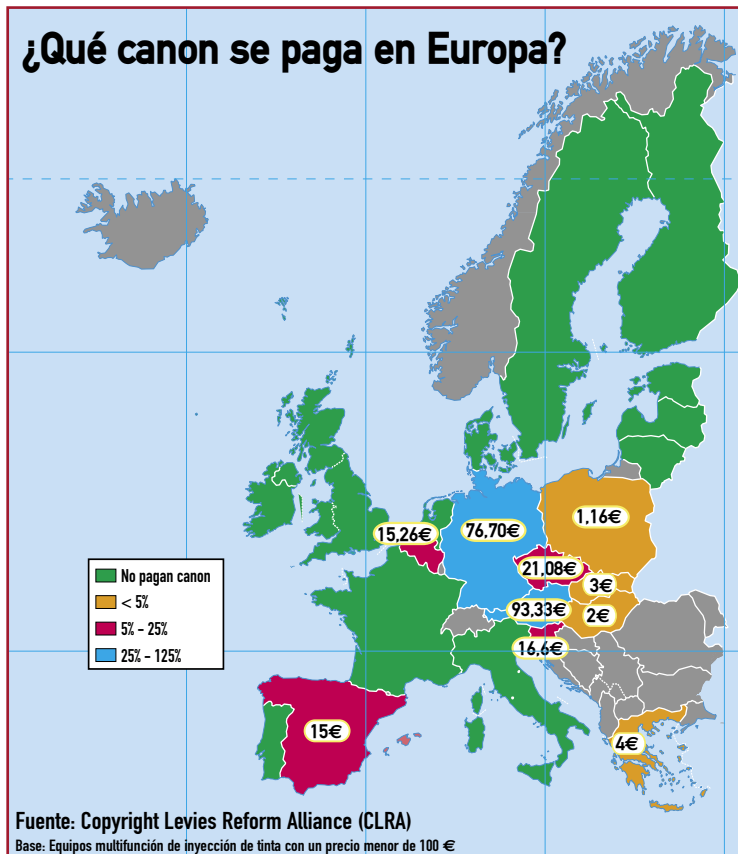 ¿Qué canon se paga en Europa?
1,16€
15,26€
76,70€
21,08€
3€
93,33€
2€
16,6€
No pagan canon
< 5%
5% - 25%
25% - 125%
15€
4€
Fuente: Copyright Levies Reform Alliance (CLRA)
Base: Equipos multifunción de inyección de tinta con un precio menor de 100 €